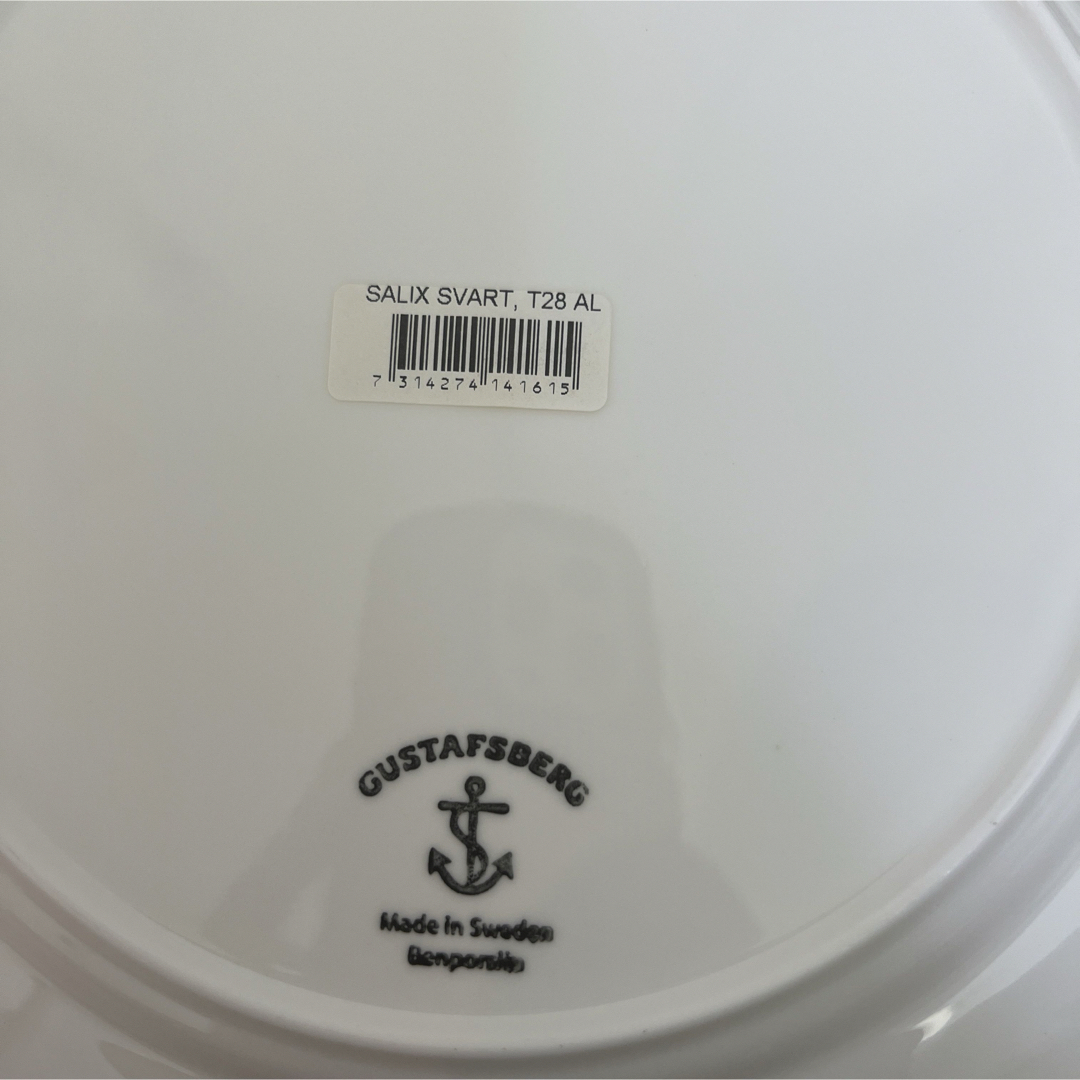 SALIX SVART, T28 AL
7 314274 141615
GUSTAFSBERG
Made in Sweden
Benporslin